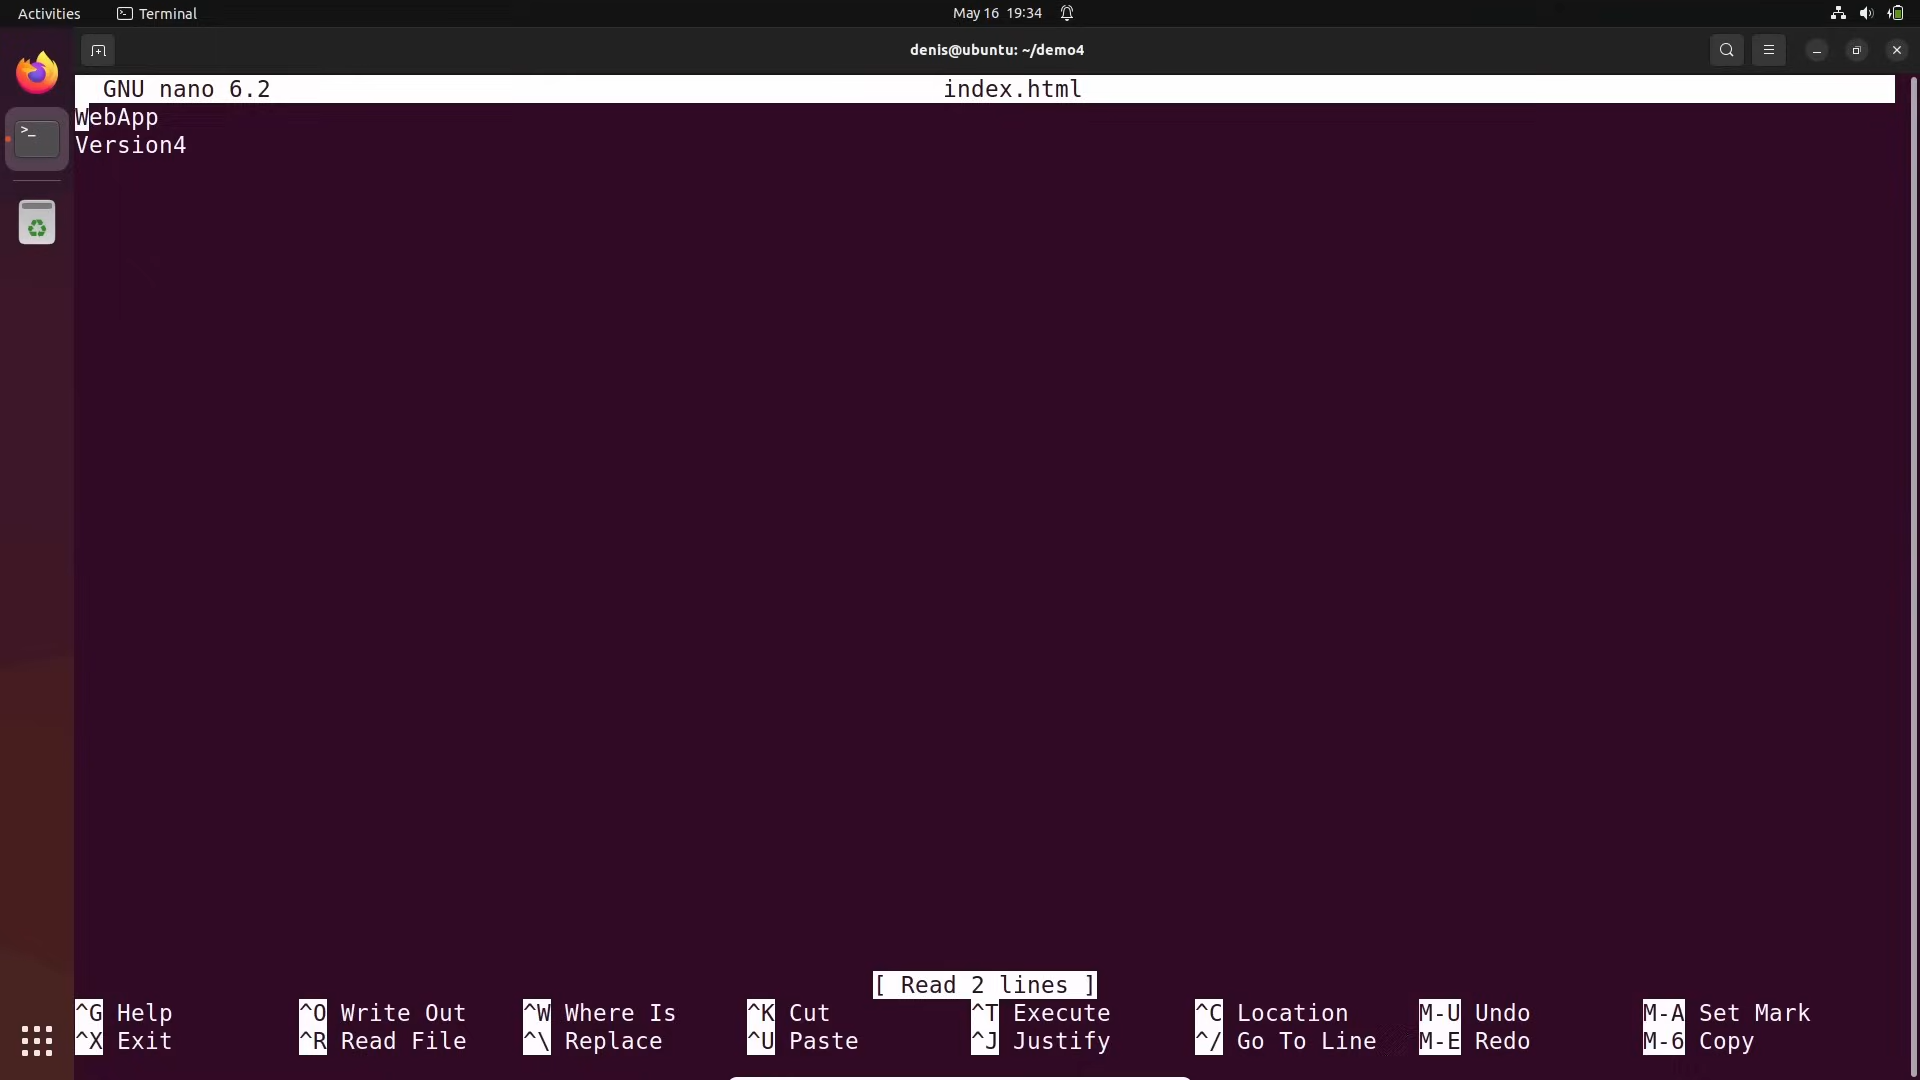 Activities Terminal May 16 19:34
denis@ubuntu: ~/demo4
GNU nano 6.2 index.html
WebApp
Version4
[ Read 2 lines ]
^G Help ^O Write Out ^W Where Is ^K Cut ^T Execute ^C Location M-U Undo M-A Set Mark
^X Exit ^R Read File ^\ Replace ^U Paste ^J Justify ^/ Go To Line M-E Redo M-6 Copy